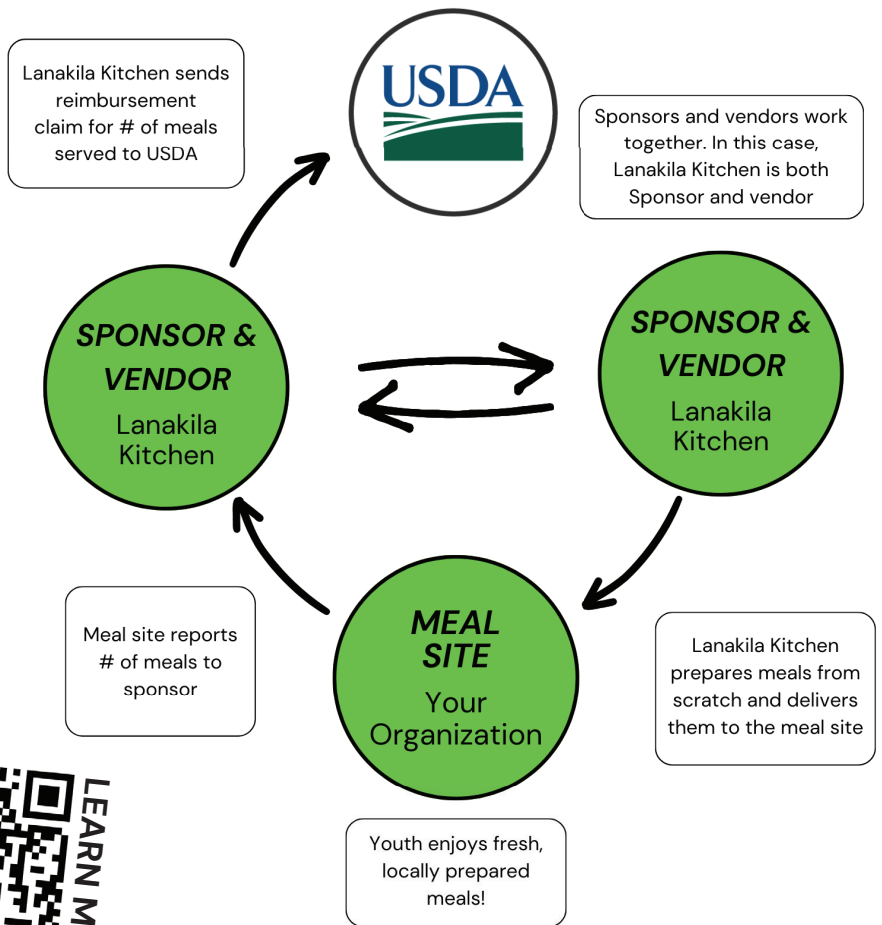 Lanakila Kitchen sends
reimbursement
claim for # of meals
served to USDA
USDA
Sponsors and vendors work
together. In this case,
Lanakila Kitchen is both
Sponsor and vendor
SPONSOR &
VENDOR
Lanakila
Kitchen
SPONSOR &
VENDOR
Lanakila
Kitchen
Meal site reports
# of meals to
sponsor
MEAL
SITE
Your
Organization
Lanakila Kitchen
prepares meals from
scratch and delivers
them to the meal site
Youth enjoys fresh,
locally prepared
meals!
LEARN M